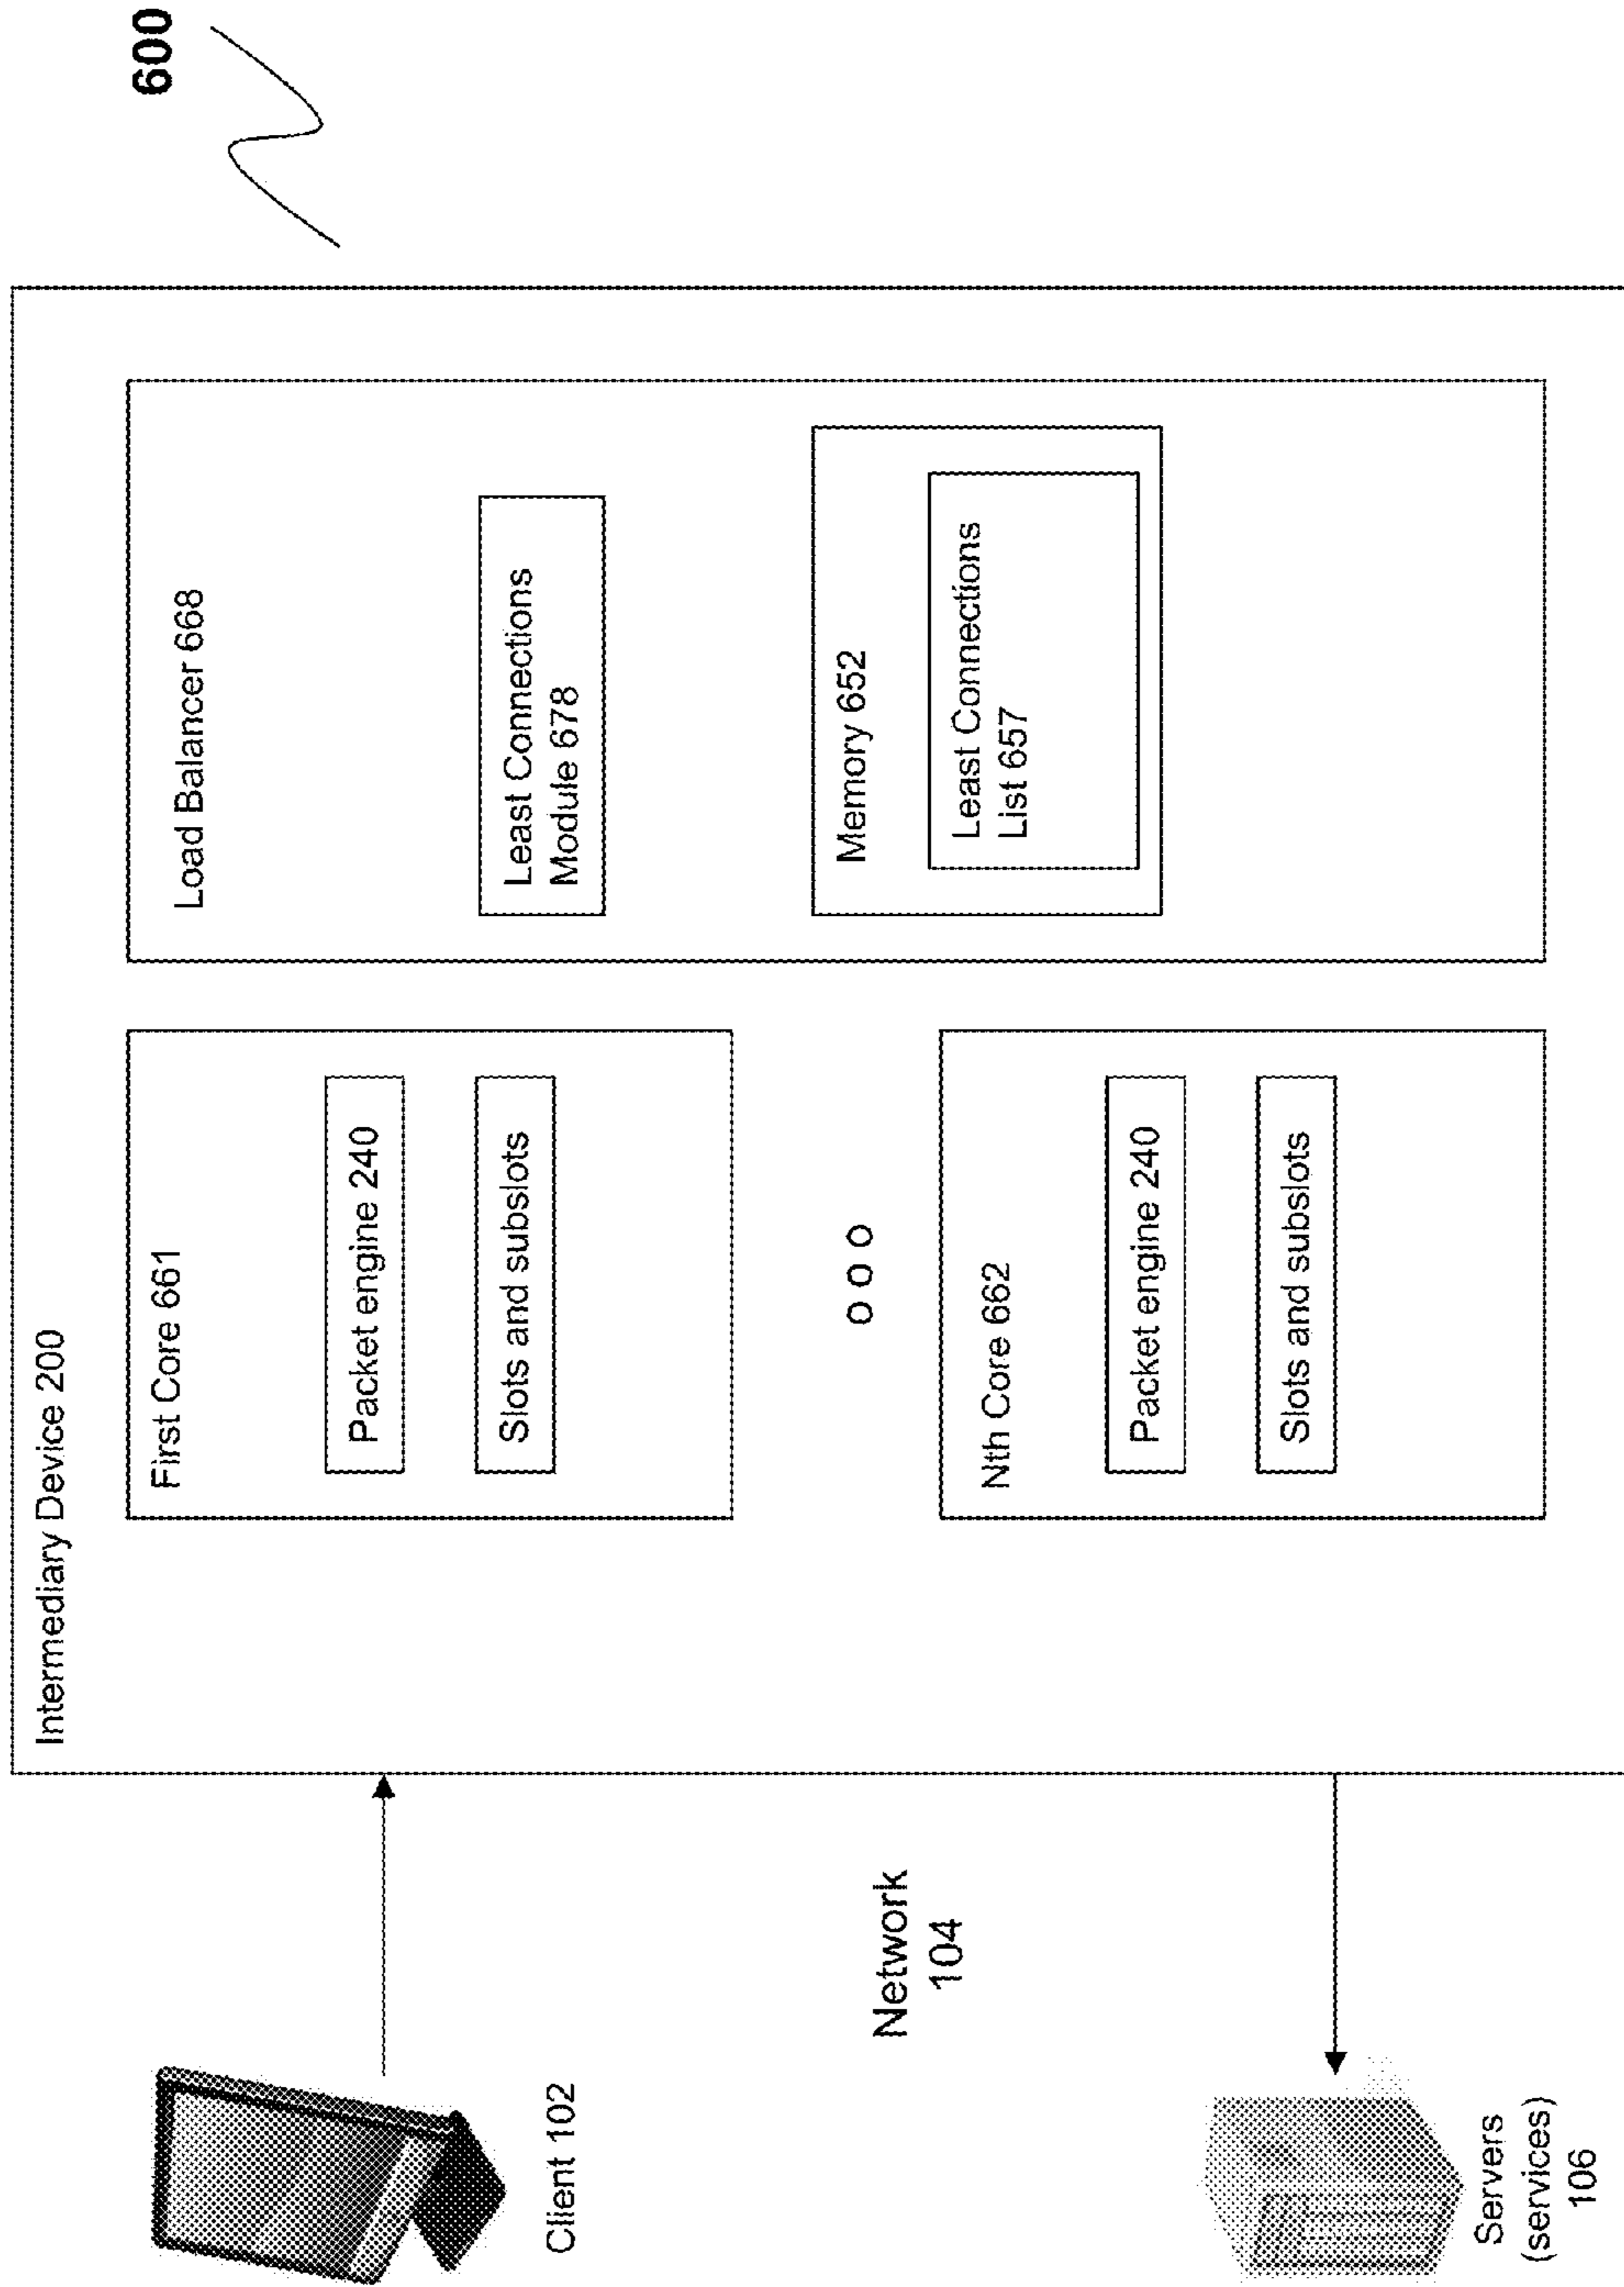 600
Intermediary Device 200
First Core 661
Packet engine 240
Slots and subslots
Load Balancer 668
Least Connections
Module 678
Memory 652
Least Connections
List 657
o o o
Nth Core 662
Packet engine 240
Slots and subslots
Client 102
Network
104
Servers
(services)
106